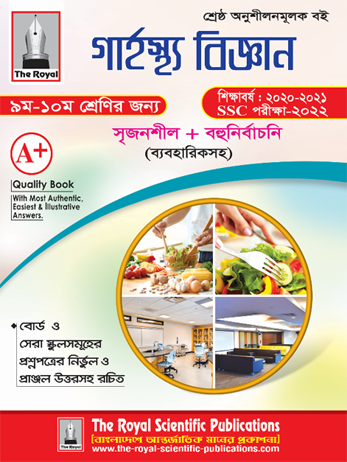 শ্রেষ্ঠ অনুশীলনমূলক বই
The Royal
গার্হস্থ্য বিজ্ঞান
৯ম-১০ম শ্রেণির জন্য
শিক্ষাবর্ষ : ২০২০-২০২১
SSC পরীক্ষা-২০২২
সৃজনশীল + বহুনির্বাচনি
(ব্যবহারিকসহ)
A+
Quality Book
With Most Authentic,
Easiest & Illustrative
Answers.
বোর্ড ও
সেরা স্কুলসমূহের
প্রশ্নপত্রের নির্ভুল ও
প্রাঞ্জল উত্তরসহ রচিত
The Royal
The Royal Scientific Publications
[বাংলাদেশে আন্তর্জাতিক মানের প্রকাশনা]
www.the-royal-scientific-publications.com